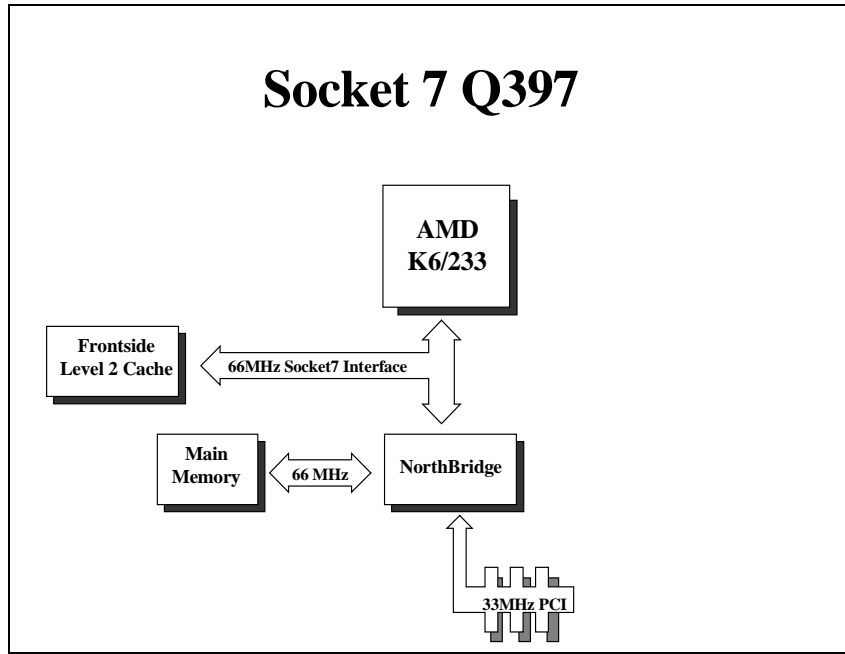 Socket 7 Q397
AMD
K6/233
Frontside
Level 2 Cache
66MHz Socket7 Interface
Main
Memory
66 MHz
NorthBridge
33MHz PCI